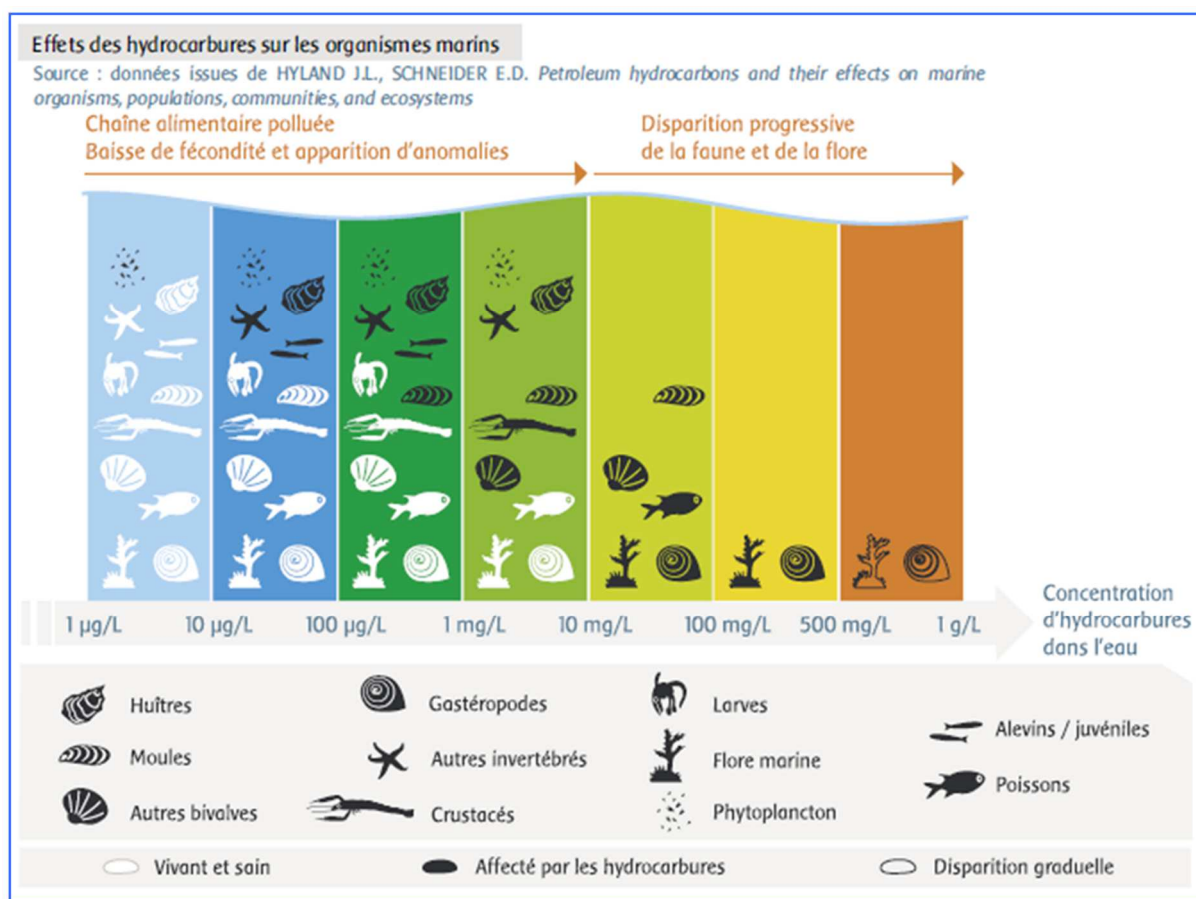 Effets des hydrocarbures sur les organismes marins
Source : données issues de HYLAND J.L., SCHNEIDER E.D. Petroleum hydrocarbons and their effects on marine
organisms, populations, communities, and ecosystems
Chaîne alimentaire polluée
Baisse de fécondité et apparition d'anomalies
Disparition progressive
de la faune et de la flore
1 µg/L 10 µg/L 100 µg/L 1 mg/L 10 mg/L 100 mg/L 500 mg/L 1 g/L
Concentration
d'hydrocarbures
dans l'eau
Huîtres
Moules
Autres bivalves
Gastéropodes
Autres invertébrés
Crustacés
Larves
Flore marine
Phytoplancton
Alevins / juvéniles
Poissons
Vivant et sain
Affecté par les hydrocarbures
Disparition graduelle